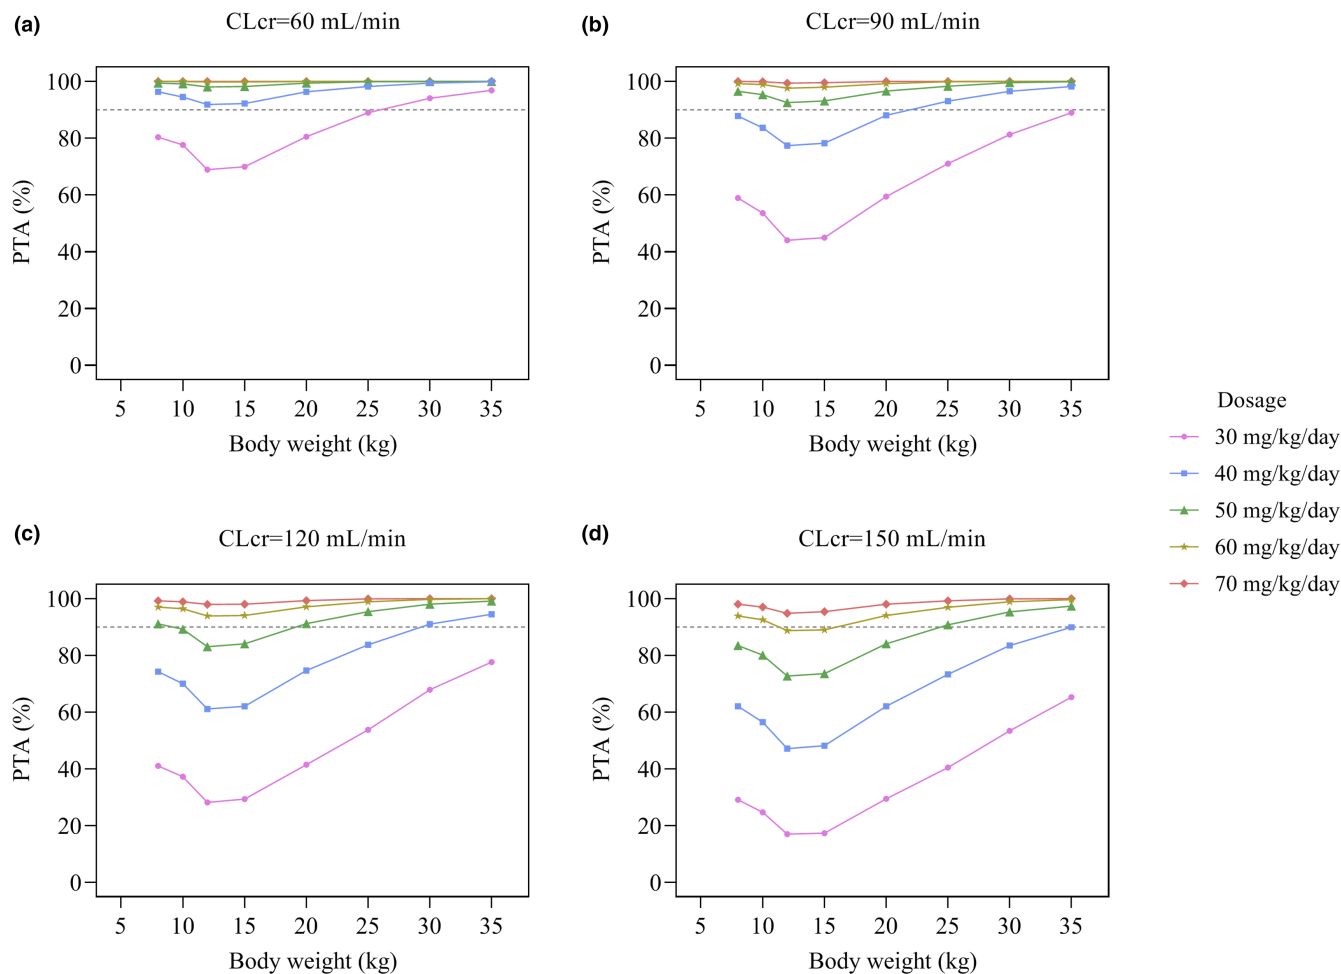 (a)
CLcr=60 mL/min
100
80
60
40
20
0
PTA (%)
5 10 15 20 25 30 35
Body weight (kg)
(b)
CLcr=90 mL/min
100
80
60
40
20
0
PTA (%)
5 10 15 20 25 30 35
Body weight (kg)
(c)
CLcr=120 mL/min
100
80
60
40
20
0
PTA (%)
5 10 15 20 25 30 35
Body weight (kg)
(d)
CLcr=150 mL/min
100
80
60
40
20
0
PTA (%)
5 10 15 20 25 30 35
Body weight (kg)
Dosage
30 mg/kg/day
40 mg/kg/day
50 mg/kg/day
60 mg/kg/day
70 mg/kg/day